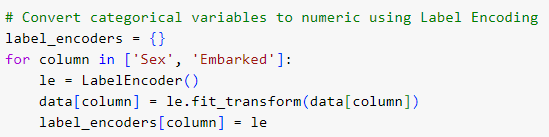 # Convert categorical variables to numeric using Label Encoding
label_encoders = {}
for column in ['Sex', 'Embarked']:
    le = LabelEncoder()
    data[column] = le.fit_transform(data[column])
    label_encoders[column] = le